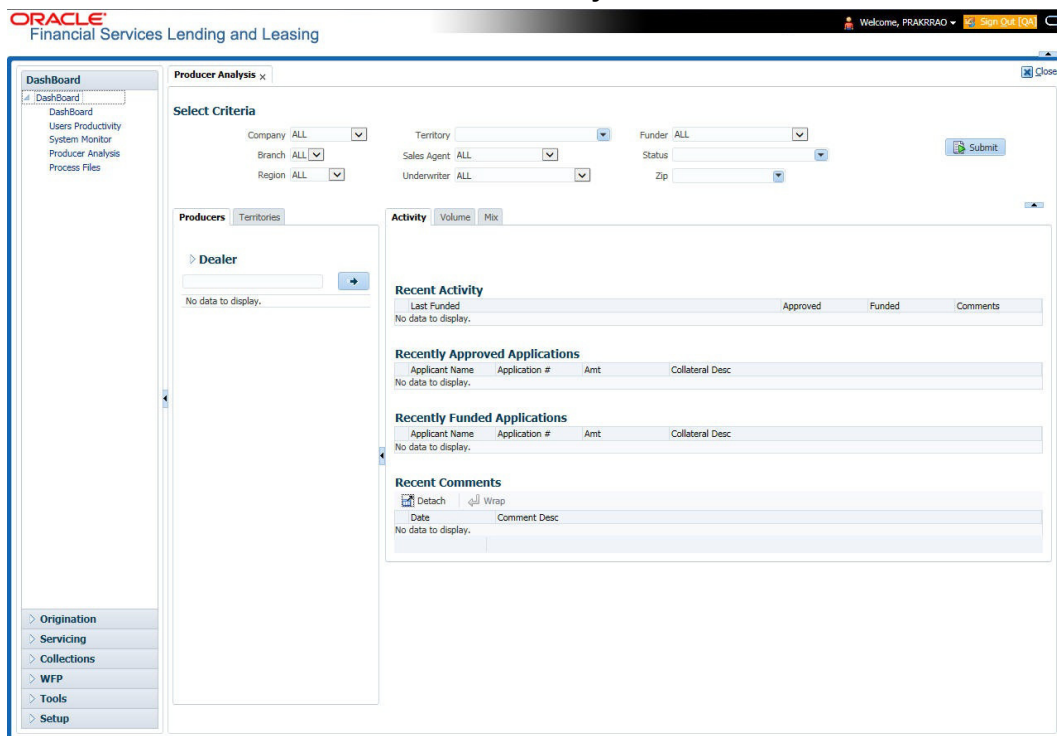 ORACLE
Financial Services Lending and Leasing
Welcome, PRAKRRAO
Sign Out [QA]
DashBoard
DashBoard
DashBoard
Users Productivity
System Monitor
Producer Analysis
Process Files
Origination
Servicing
Collections
WFP
Tools
Setup
Producer Analysis x
Close
Select Criteria
Company ALL
Territory
Funder ALL
Branch ALL
Sales Agent ALL
Status
Submit
Region ALL
Underwriter ALL
Zip
Producers Territories
Dealer
No data to display.
Activity Volume Mix
Recent Activity
Last Funded Approved Funded Comments
No data to display.
Recently Approved Applications
Applicant Name Application # Amt Collateral Desc
No data to display.
Recently Funded Applications
Applicant Name Application # Amt Collateral Desc
No data to display.
Recent Comments
Detach Wrap
Date Comment Desc
No data to display.